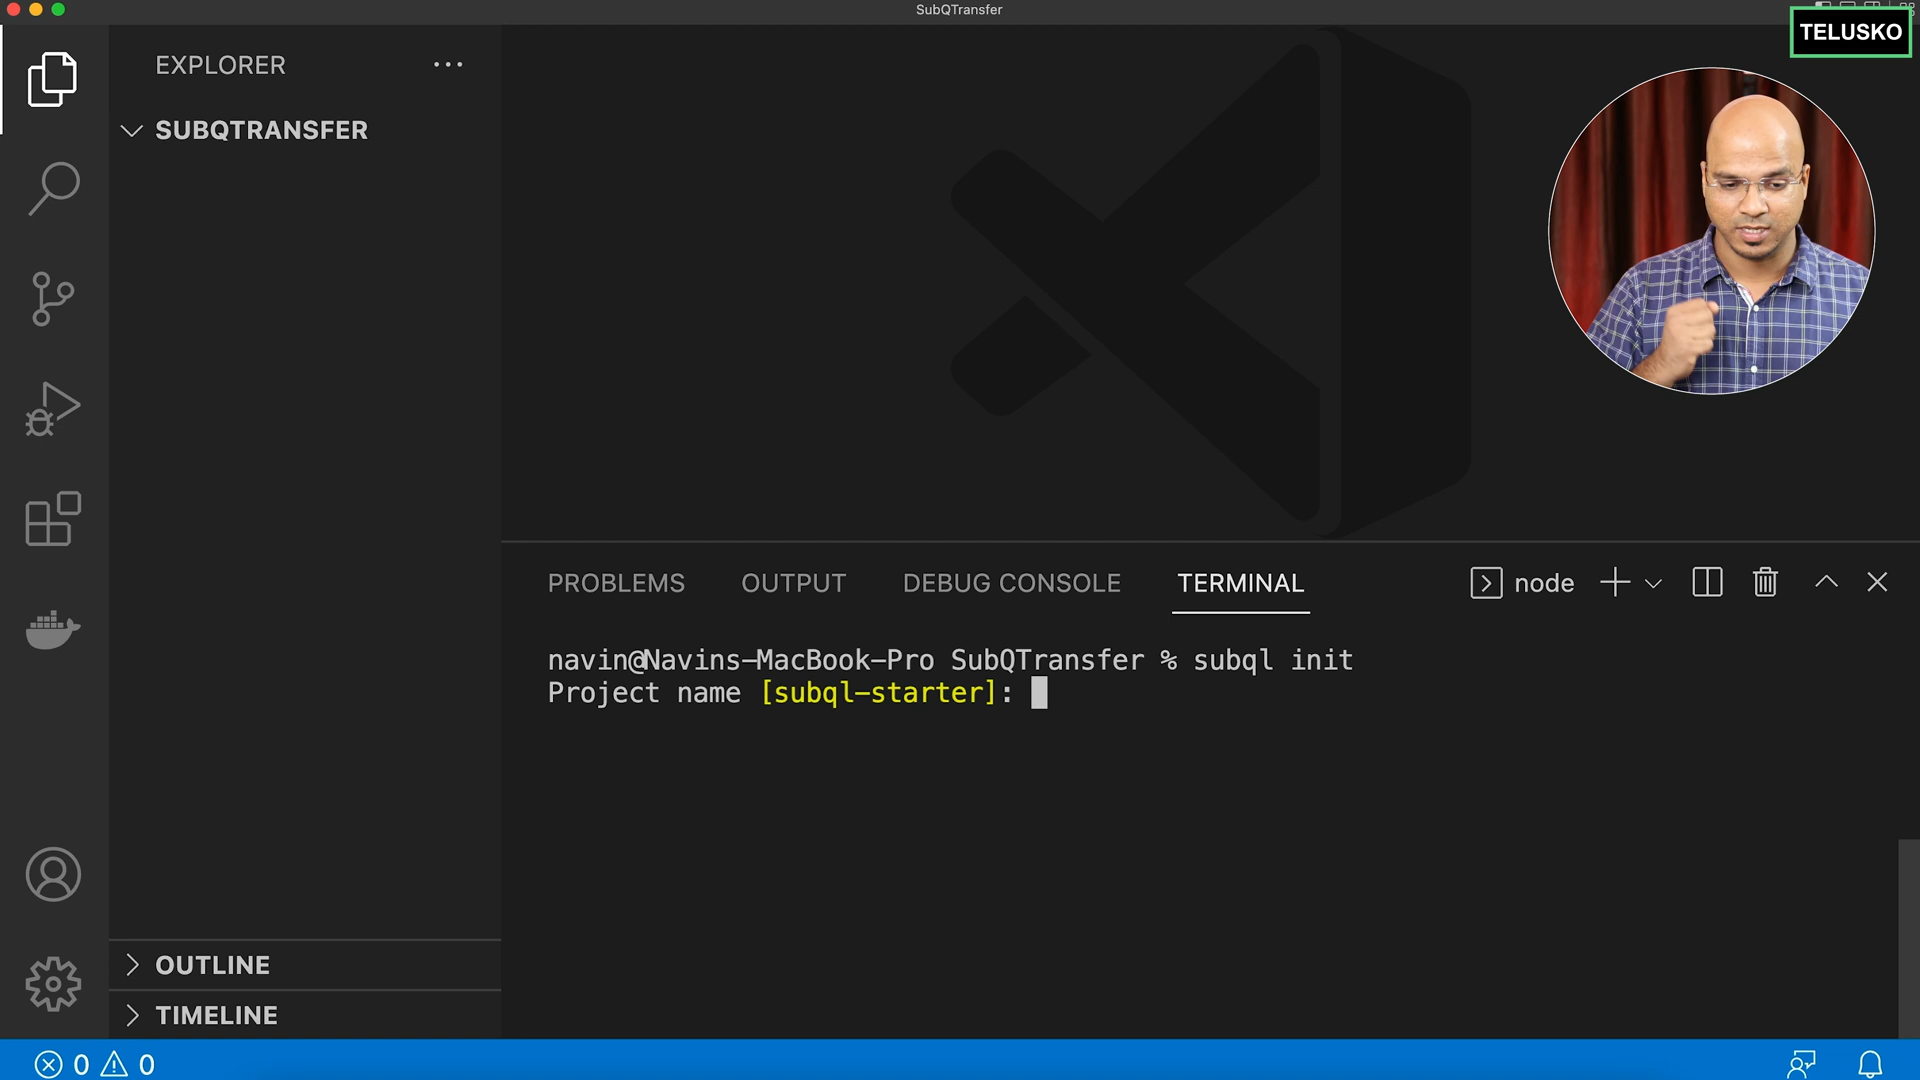 SubQTransfer
TELUSKO
EXPLORER
SUBQTRANSFER
PROBLEMS OUTPUT DEBUG CONSOLE TERMINAL node
navin@Navins-MacBook-Pro SubQTransfer % subql init
Project name [subql-starter]:
OUTLINE
TIMELINE
0 0